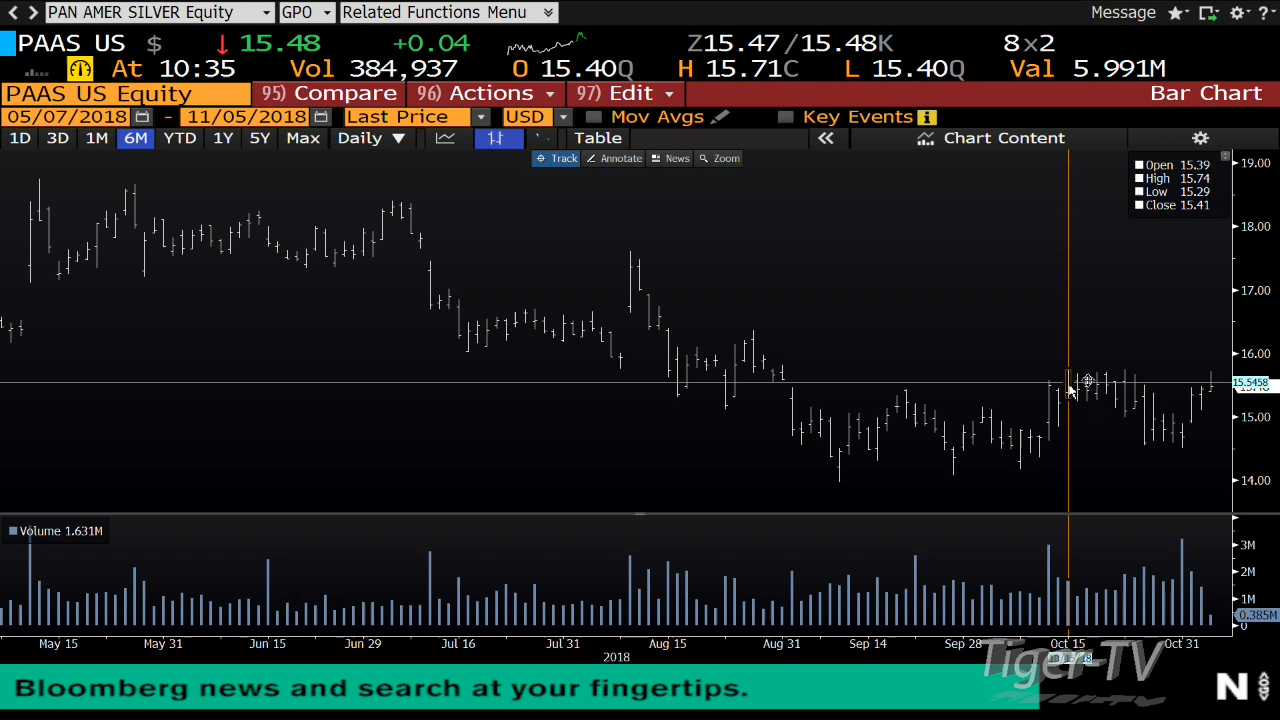 PAN AMER SILVER Equity GPO Related Functions Menu Message ?
PAAS US $ ↓ 15.48 +0.04 Z15.47/15.48K 8x2
At 10:35 Vol 384,937 O 15.40Q H 15.71C L 15.40Q Val 5.991M
PAAS US Equity 95) Compare 96) Actions 97) Edit Bar Chart
05/07/2018 - 11/05/2018 Last Price USD Mov Avgs Key Events i
1D 3D 1M 6M YTD 1Y 5Y Max Daily ▼ Table « Chart Content
Track Annotate News Zoom
Open 15.39
High 15.74
Low 15.29
Close 15.41
19.00
18.00
17.00
16.00
15.5458
15.00
14.00
Volume 1.631M
3M
2M
1M
0.385M
0
May 15 May 31 Jun 15 Jun 29 Jul 16 Jul 31 Aug 15 Aug 31 Sep 14 Sep 28 Oct 15 Oct 31
2018
Tiger-TV
Bloomberg news and search at your fingertips.
N